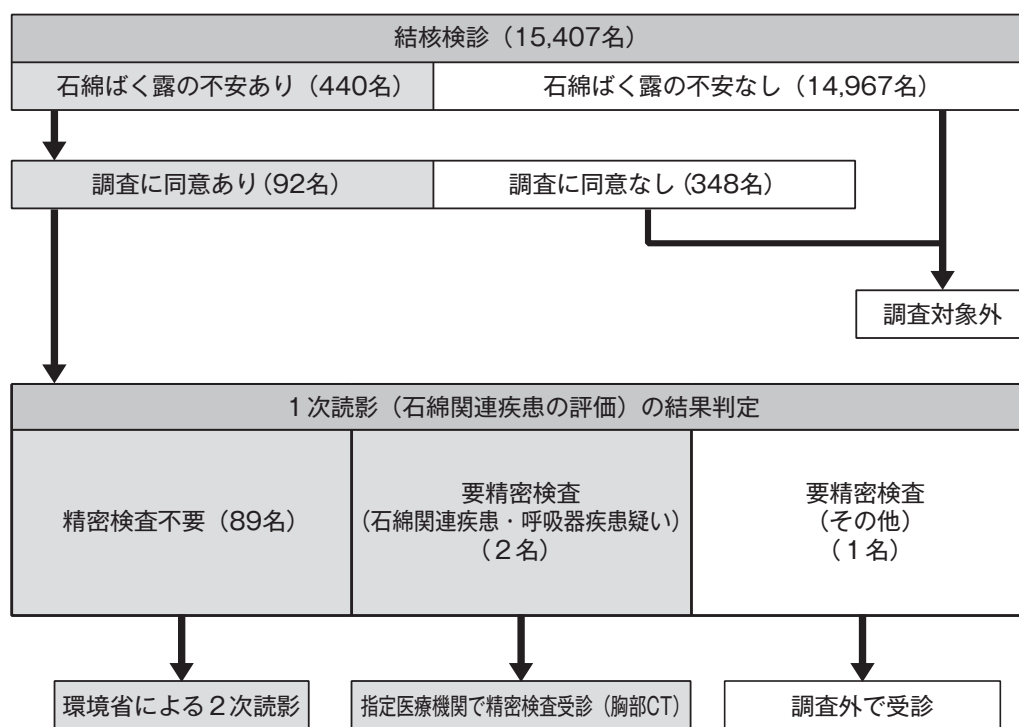 結核検診（15,407名）
石綿ばく露の不安あり（440名）
石綿ばく露の不安なし（14,967名）
調査に同意あり（92名）
調査に同意なし（348名）
調査対象外
1次読影（石綿関連疾患の評価）の結果判定
精密検査不要（89名）
要精密検査
（石綿関連疾患・呼吸器疾患疑い）
（2名）
要精密検査
（その他）
（1名）
環境省による2次読影
指定医療機関で精密検査受診（胸部CT）
調査外で受診